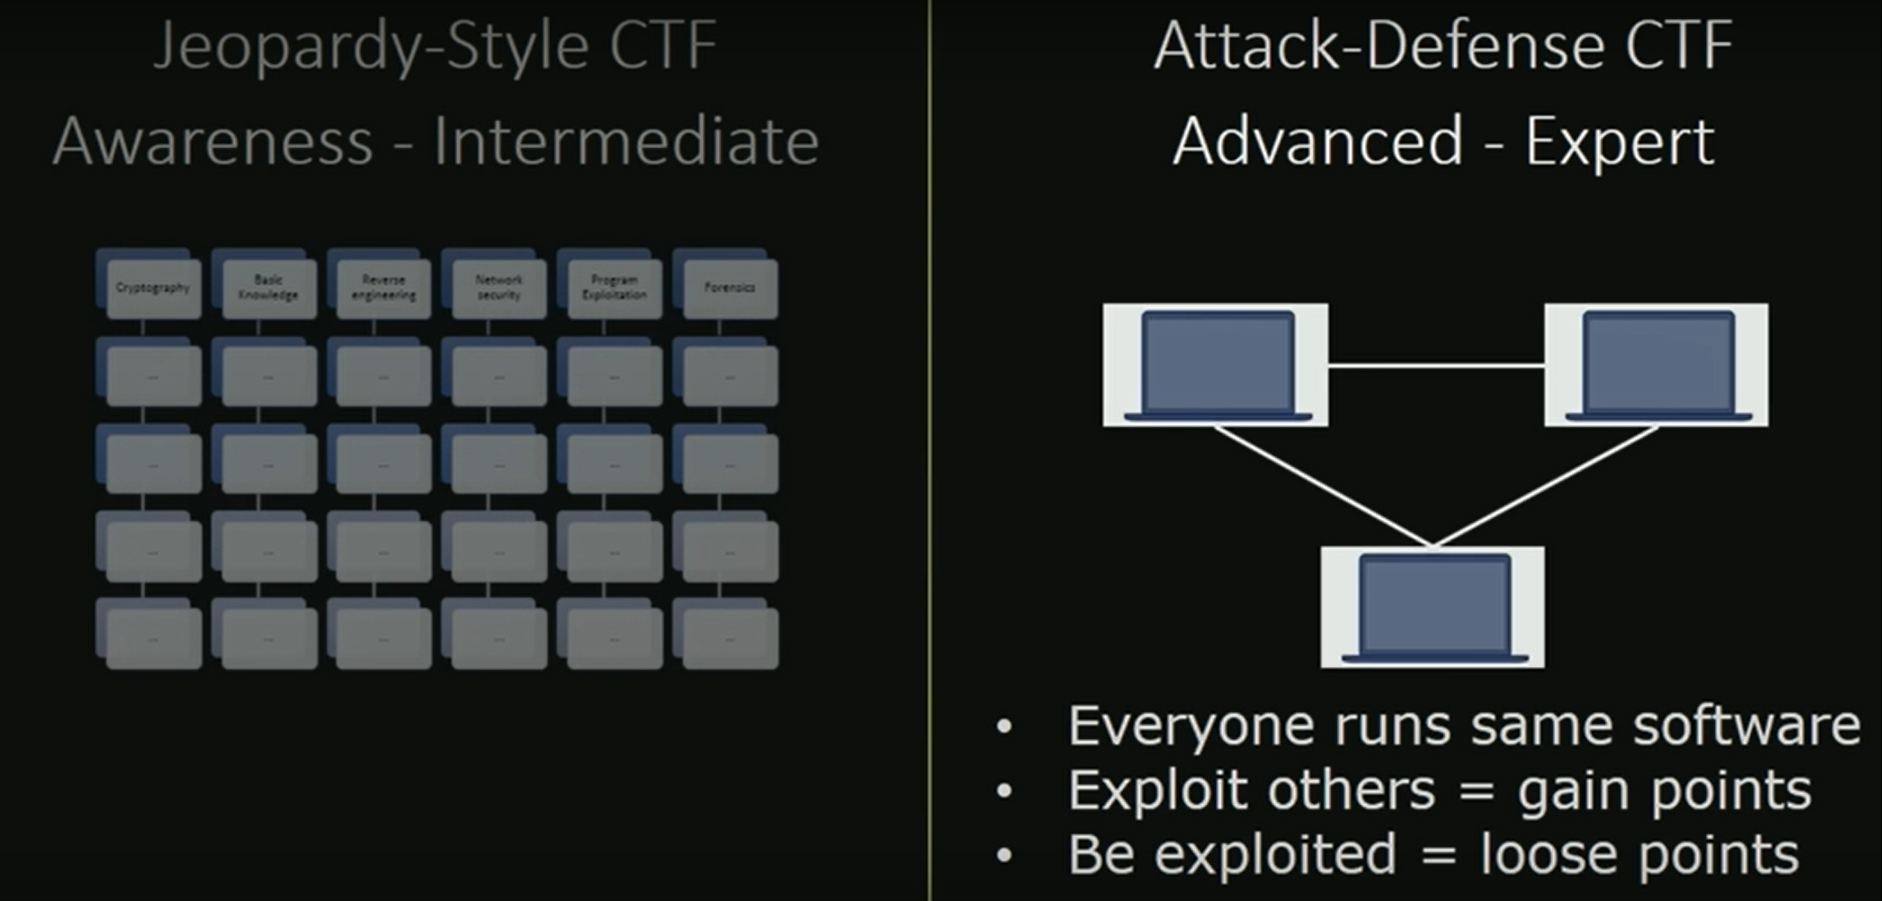 Jeopardy-Style CTF
Awareness - Intermediate
Cryptography
Basic
Knowledge
Reverse
engineering
Network
security
Program
Exploitation
Forensics
... ... ... ... ... ...
... ... ... ... ... ...
... ... ... ... ... ...
... ... ... ... ... ...
Attack-Defense CTF
Advanced - Expert
• Everyone runs same software
• Exploit others = gain points
• Be exploited = loose points